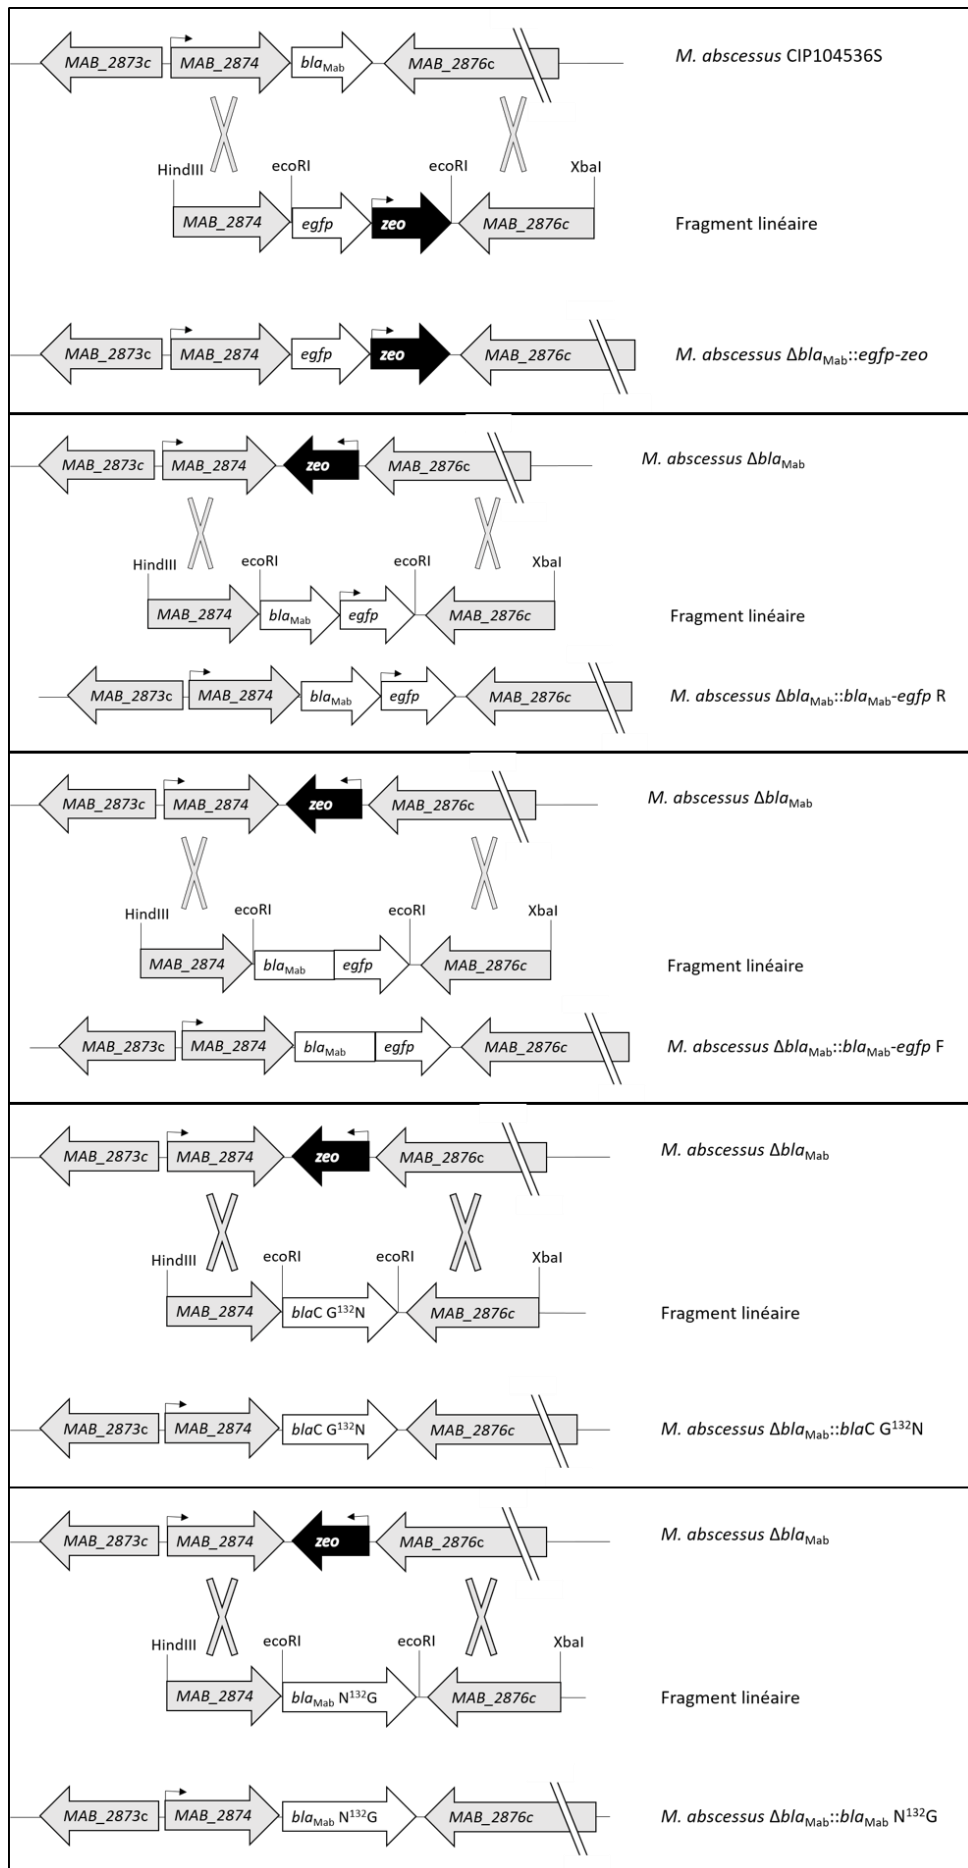 MAB_2873c MAB_2874 blaMab MAB_2876c M. abscessus CIP104536S
HindIII ecoRI ecoRI XbaI
MAB_2874 egfp zeo MAB_2876c Fragment linéaire
MAB_2873c MAB_2874 egfp zeo MAB_2876c M. abscessus ΔblaMab::egfp-zeo
MAB_2873c MAB_2874 zeo MAB_2876c M. abscessus ΔblaMab
HindIII ecoRI ecoRI XbaI
MAB_2874 blaMab egfp MAB_2876c Fragment linéaire
MAB_2873c MAB_2874 blaMab egfp MAB_2876c M. abscessus ΔblaMab::blaMab-egfp R
MAB_2873c MAB_2874 zeo MAB_2876c M. abscessus ΔblaMab
HindIII ecoRI ecoRI XbaI
MAB_2874 blaMab egfp MAB_2876c Fragment linéaire
MAB_2873c MAB_2874 blaMab egfp MAB_2876c M. abscessus ΔblaMab::blaMab-egfp F
MAB_2873c MAB_2874 zeo MAB_2876c M. abscessus ΔblaMab
HindIII ecoRI ecoRI XbaI
MAB_2874 blaC G¹³²N MAB_2876c Fragment linéaire
MAB_2873c MAB_2874 blaC G¹³²N MAB_2876c M. abscessus ΔblaMab::blaC G¹³²N
MAB_2873c MAB_2874 zeo MAB_2876c M. abscessus ΔblaMab
HindIII ecoRI ecoRI XbaI
MAB_2874 blaMab N¹³²G MAB_2876c Fragment linéaire
MAB_2873c MAB_2874 blaMab N¹³²G MAB_2876c M. abscessus ΔblaMab::blaMab N¹³²G